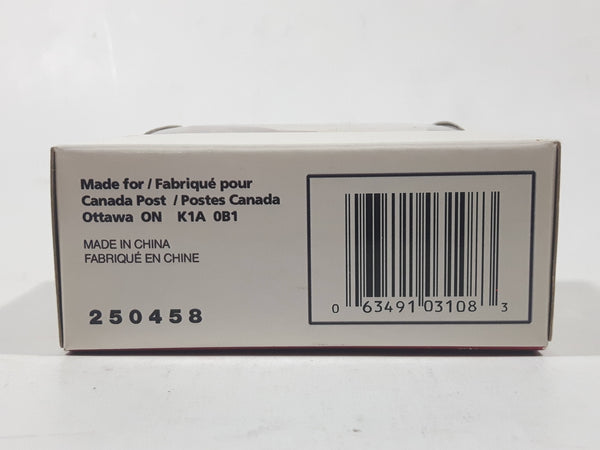 Made for / Fabriqué pour
Canada Post / Postes Canada
Ottawa ON K1A 0B1
MADE IN CHINA
FABRIQUÉ EN CHINE
250458
0 63491 03108 3